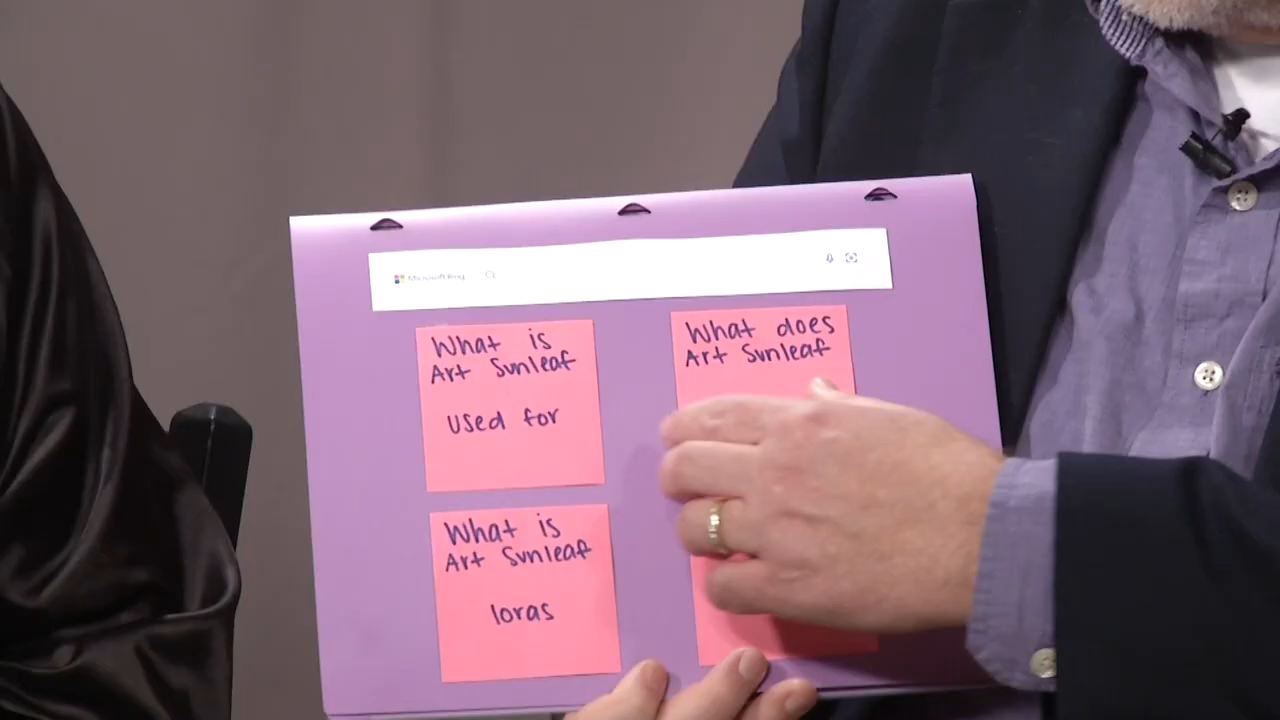 Microsoft Bing
What is
Art Sunleaf
used for
What does
Art Sunleaf
What is
Art Sunleaf
loras